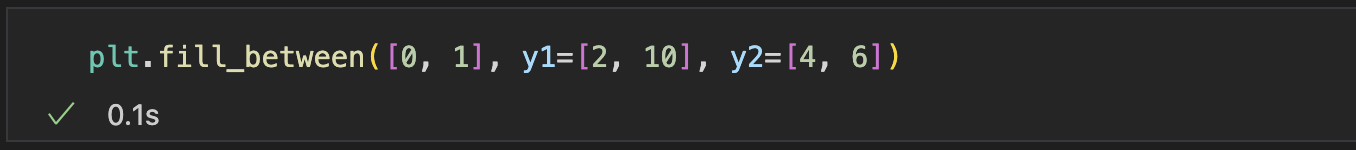 plt.fill_between([0, 1], y1=[2, 10], y2=[4, 6])
0.1s